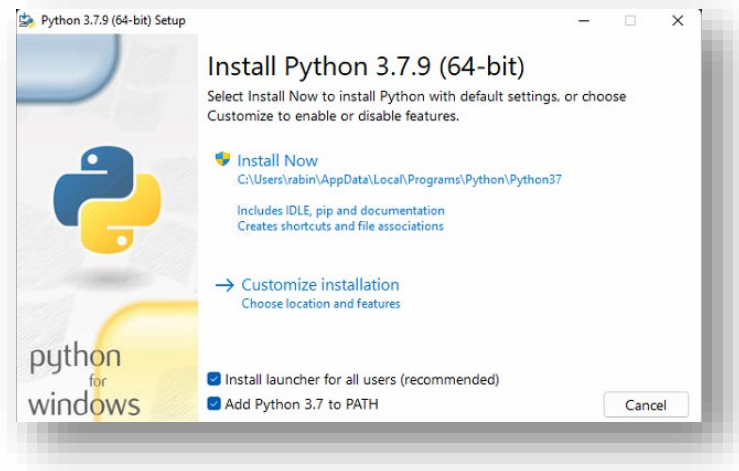 Python 3.7.9 (64-bit) Setup
Install Python 3.7.9 (64-bit)
Select Install Now to install Python with default settings, or choose
Customize to enable or disable features.
Install Now
C:\Users\rabin\AppData\Local\Programs\Python\Python37
Includes IDLE, pip and documentation
Creates shortcuts and file associations
Customize installation
Choose location and features
python
for
windows
Install launcher for all users (recommended)
Add Python 3.7 to PATH
Cancel